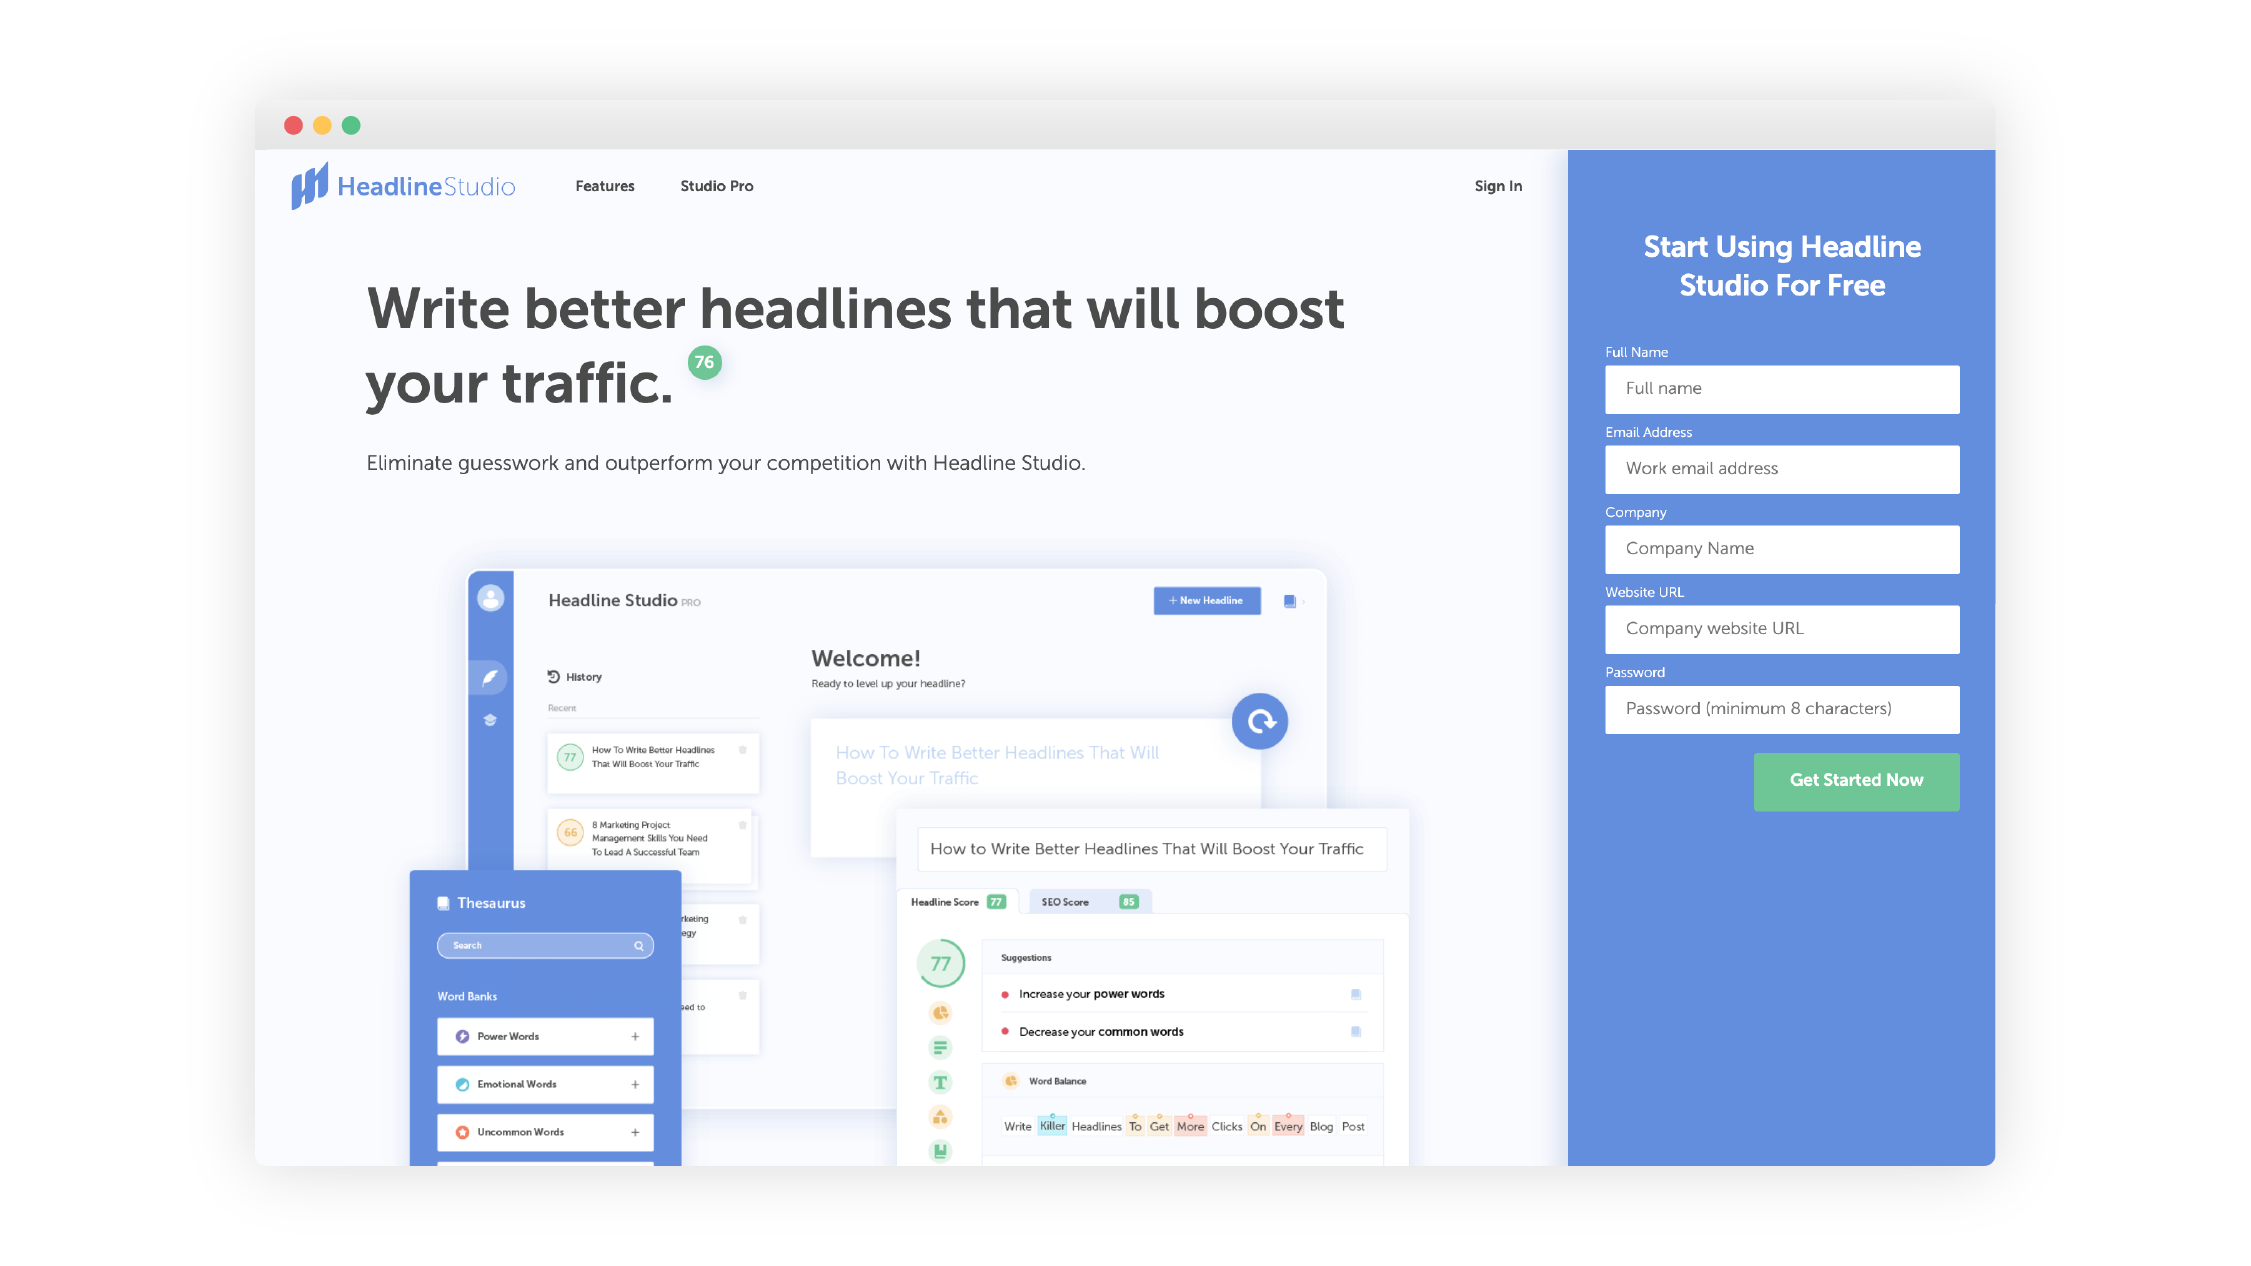 HeadlineStudio
Features
Studio Pro
Sign In
Write better headlines that will boost
your traffic.
76
Eliminate guesswork and outperform your competition with Headline Studio.
Headline Studio PRO
+ New Headline
History
Recent
77
How To Write Better Headlines
That Will Boost Your Traffic
66
8 Marketing Project
Management Skills You Need
To Lead A Successful Team
Welcome!
Ready to level up your headline?
How To Write Better Headlines That Will
Boost Your Traffic
Thesaurus
Search
Word Banks
Power Words +
Emotional Words +
Uncommon Words +
How to Write Better Headlines That Will Boost Your Traffic
Headline Score 77
SEO Score 85
77
Suggestions
Increase your power words
Decrease your common words
Word Balance
Write Killer Headlines To Get More Clicks On Every Blog Post
Start Using Headline
Studio For Free
Full Name
Full name
Email Address
Work email address
Company
Company Name
Website URL
Company website URL
Password
Password (minimum 8 characters)
Get Started Now